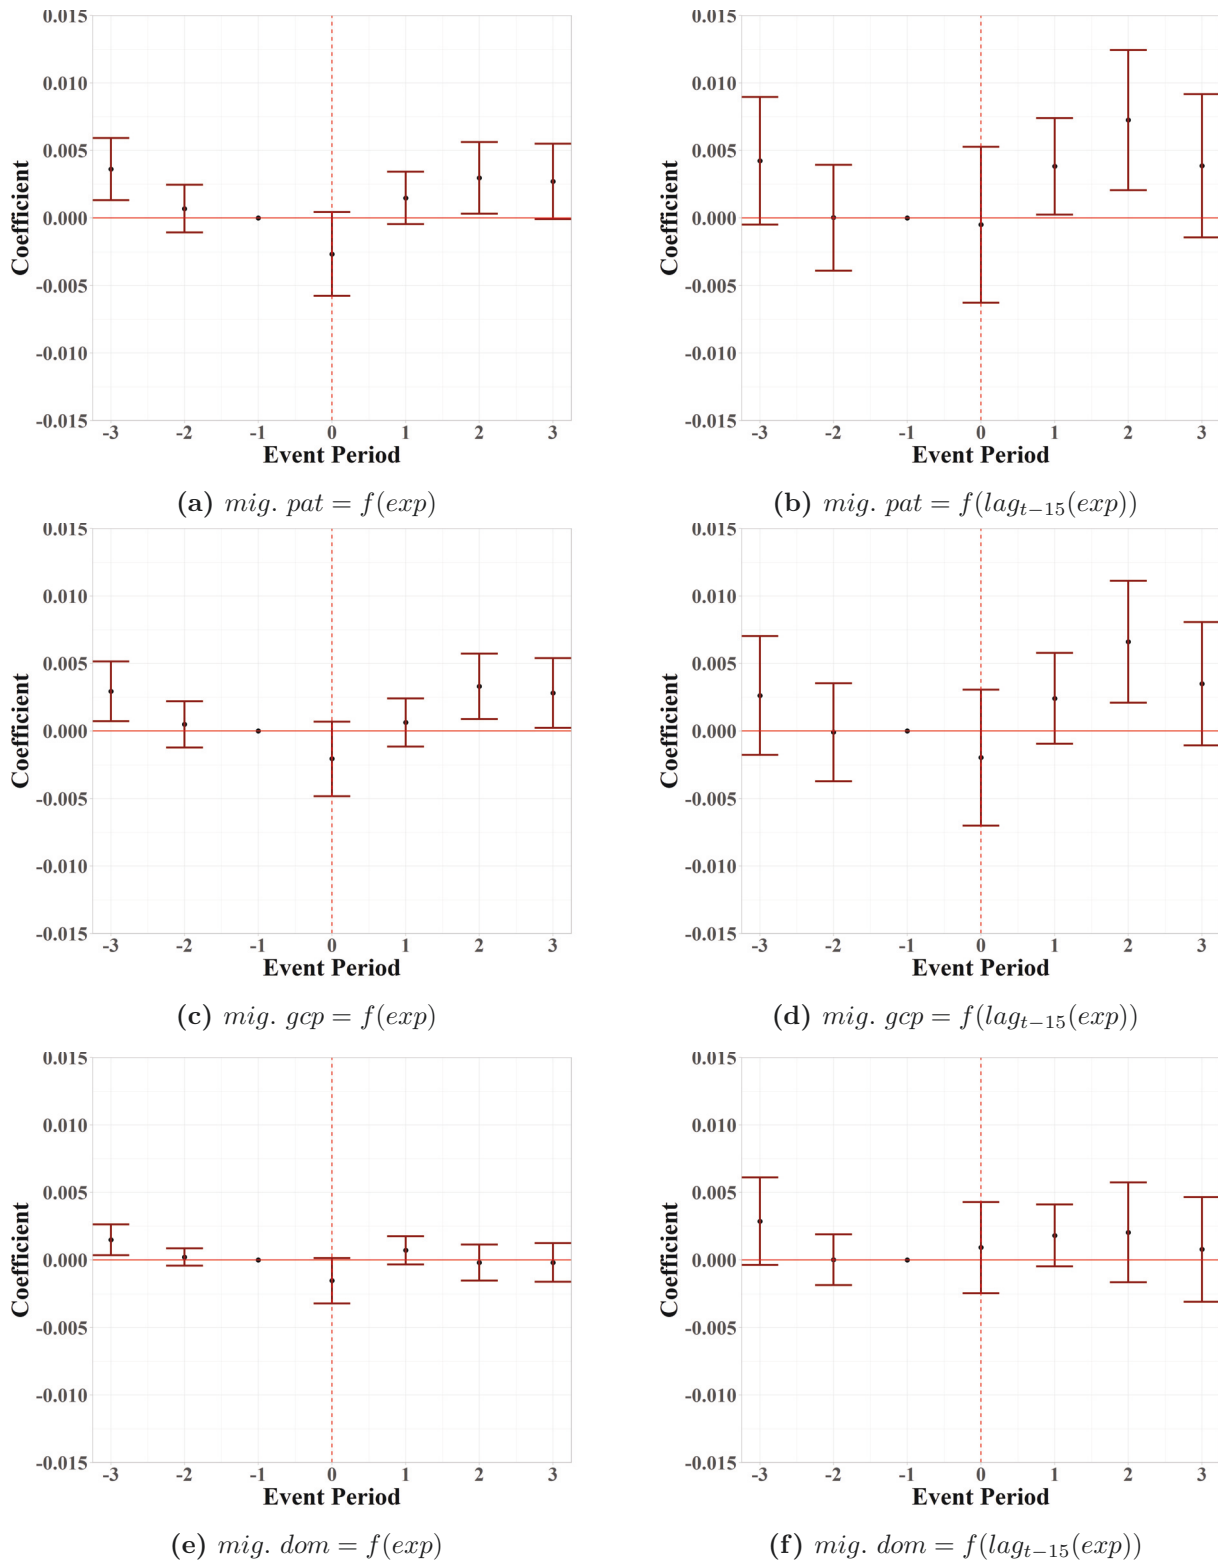 0.015
0.010
0.005
0.000
-0.005
-0.010
-0.015
Coefficient
-3 -2 -1 0 1 2 3
Event Period
(a) mig. pat = f(exp)
0.015
0.010
0.005
0.000
-0.005
-0.010
-0.015
Coefficient
-3 -2 -1 0 1 2 3
Event Period
(b) mig. pat = f(lag_{t−15}(exp))
0.015
0.010
0.005
0.000
-0.005
-0.010
-0.015
Coefficient
-3 -2 -1 0 1 2 3
Event Period
(c) mig. gcp = f(exp)
0.015
0.010
0.005
0.000
-0.005
-0.010
-0.015
Coefficient
-3 -2 -1 0 1 2 3
Event Period
(d) mig. gcp = f(lag_{t−15}(exp))
0.015
0.010
0.005
0.000
-0.005
-0.010
-0.015
Coefficient
-3 -2 -1 0 1 2 3
Event Period
(e) mig. dom = f(exp)
0.015
0.010
0.005
0.000
-0.005
-0.010
-0.015
Coefficient
-3 -2 -1 0 1 2 3
Event Period
(f) mig. dom = f(lag_{t−15}(exp))